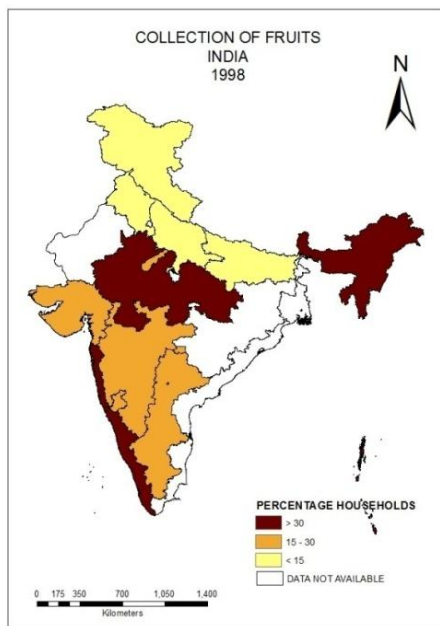 COLLECTION OF FRUITS
INDIA
1998
N
PERCENTAGE HOUSEHOLDS
> 30
15 - 30
< 15
DATA NOT AVAILABLE
0 175 350 700 1,050 1,400
Kilometers